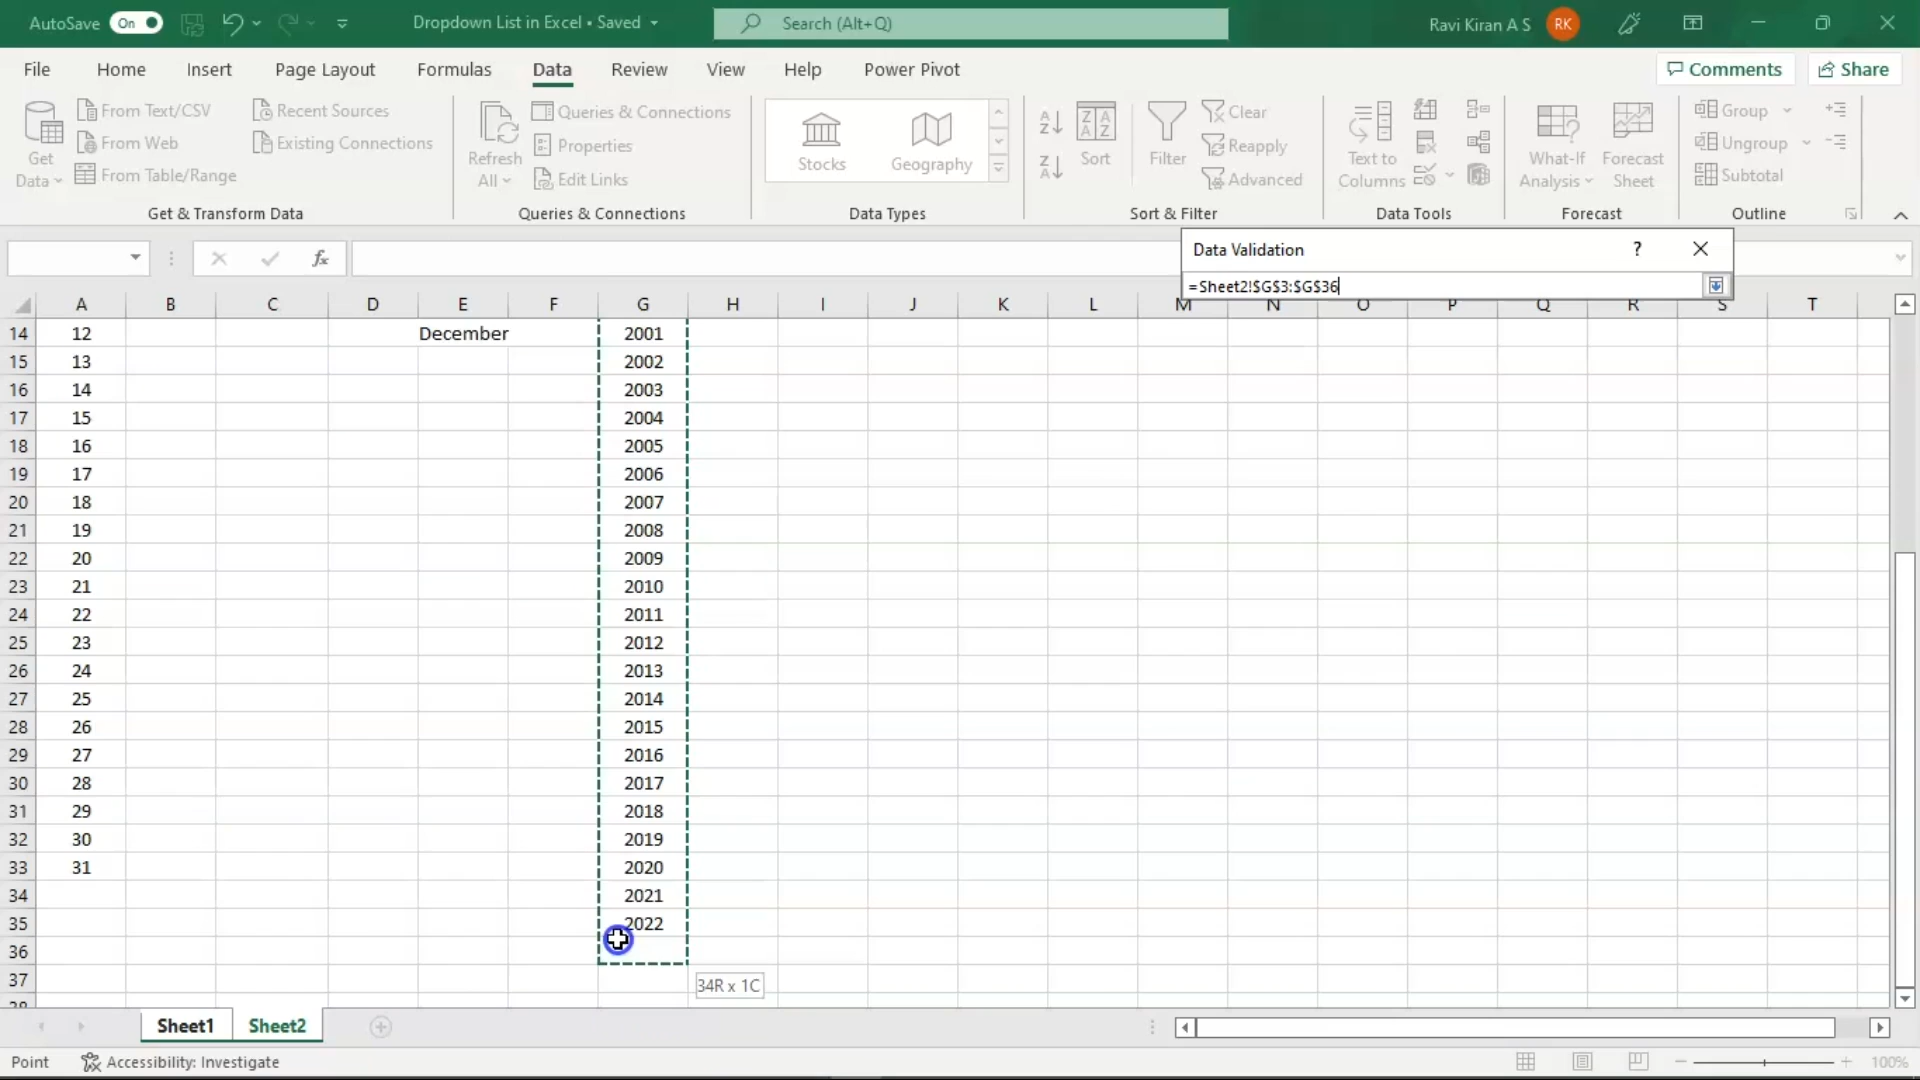 AutoSave On Dropdown List in Excel • Saved Search (Alt+Q) Ravi Kiran A S RK
File Home Insert Page Layout Formulas Data Review View Help Power Pivot Comments Share
Get Data
From Text/CSV
From Web
From Table/Range
Recent Sources
Existing Connections
Get & Transform Data
Refresh All
Queries & Connections
Properties
Edit Links
Queries & Connections
Stocks
Geography
Data Types
Sort
Filter
Clear
Reapply
Advanced
Sort & Filter
Text to Columns
Data Tools
What-If Analysis
Forecast Sheet
Forecast
Group
Ungroup
Subtotal
Outline
fx
Data Validation ?
=Sheet2!$G$3:$G$36
A B C D E F G H I J K L M N O P Q R S T
14 12 December 2001
15 13 2002
16 14 2003
17 15 2004
18 16 2005
19 17 2006
20 18 2007
21 19 2008
22 20 2009
23 21 2010
24 22 2011
25 23 2012
26 24 2013
27 25 2014
28 26 2015
29 27 2016
30 28 2017
31 29 2018
32 30 2019
33 31 2020
34 2021
35 2022
36
37
34R x 1C
38
Sheet1 Sheet2
Point Accessibility: Investigate 100%